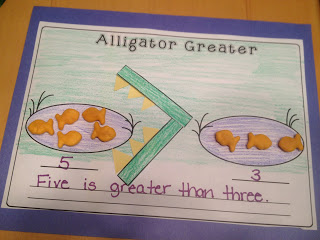 Alligator Greater
5
3
Five is greater than three.